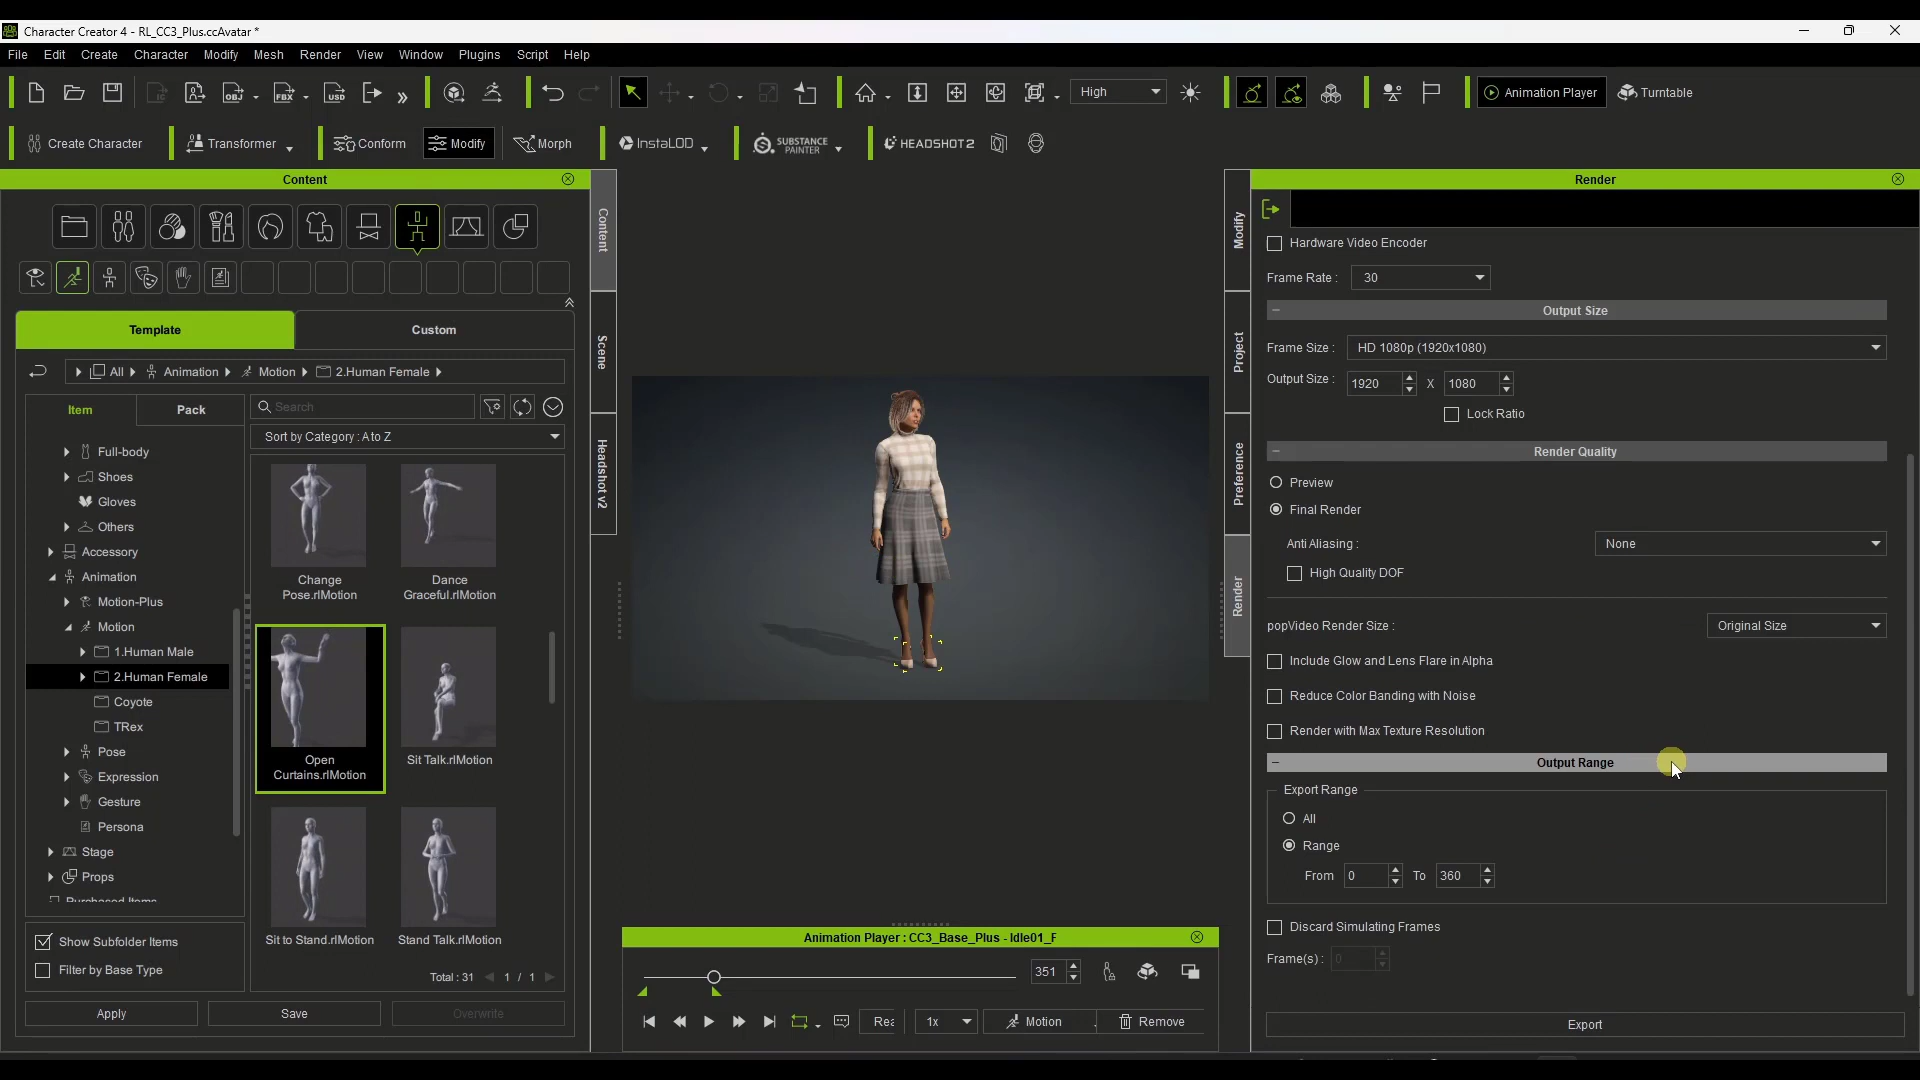 Character Creator 4 - RL_CC3_Plus.ccAvatar *
File Edit Create Character Modify Mesh Render View Window Plugins Script Help
OBJ FBX USD High Animation Player Turntable
Create Character Transformer Conform Modify Morph InstaLOD SUBSTANCE PAINTER HEADSHOT 2
Content
Template Custom
All Animation Motion 2.Human Female
Item Pack
Search
Sort by Category : A to Z
Full-body
Shoes
Gloves
Others
Accessory
Animation
Motion-Plus
Motion
1.Human Male
2.Human Female
Coyote
TRex
Pose
Expression
Gesture
Persona
Stage
Props
Purchased Items
Change Pose.rlMotion
Dance Graceful.rlMotion
Open Curtains.rlMotion
Sit Talk.rlMotion
Sit to Stand.rlMotion
Stand Talk.rlMotion
Show Subfolder Items
Filter by Base Type
Total : 31 1 / 1
Apply Save Overwrite
Content
Scene
Headshot v2
Animation Player : CC3_Base_Plus - Idle01_F
351
Rea 1x Motion Remove
Modify
Project
Preference
Render
Render
Hardware Video Encoder
Frame Rate : 30
Output Size
Frame Size : HD 1080p (1920x1080)
Output Size : 1920 X 1080
Lock Ratio
Render Quality
Preview
Final Render
Anti Aliasing : None
High Quality DOF
popVideo Render Size : Original Size
Include Glow and Lens Flare in Alpha
Reduce Color Banding with Noise
Render with Max Texture Resolution
Output Range
Export Range
All
Range
From 0 To 360
Discard Simulating Frames
Frame(s) : 0
Export